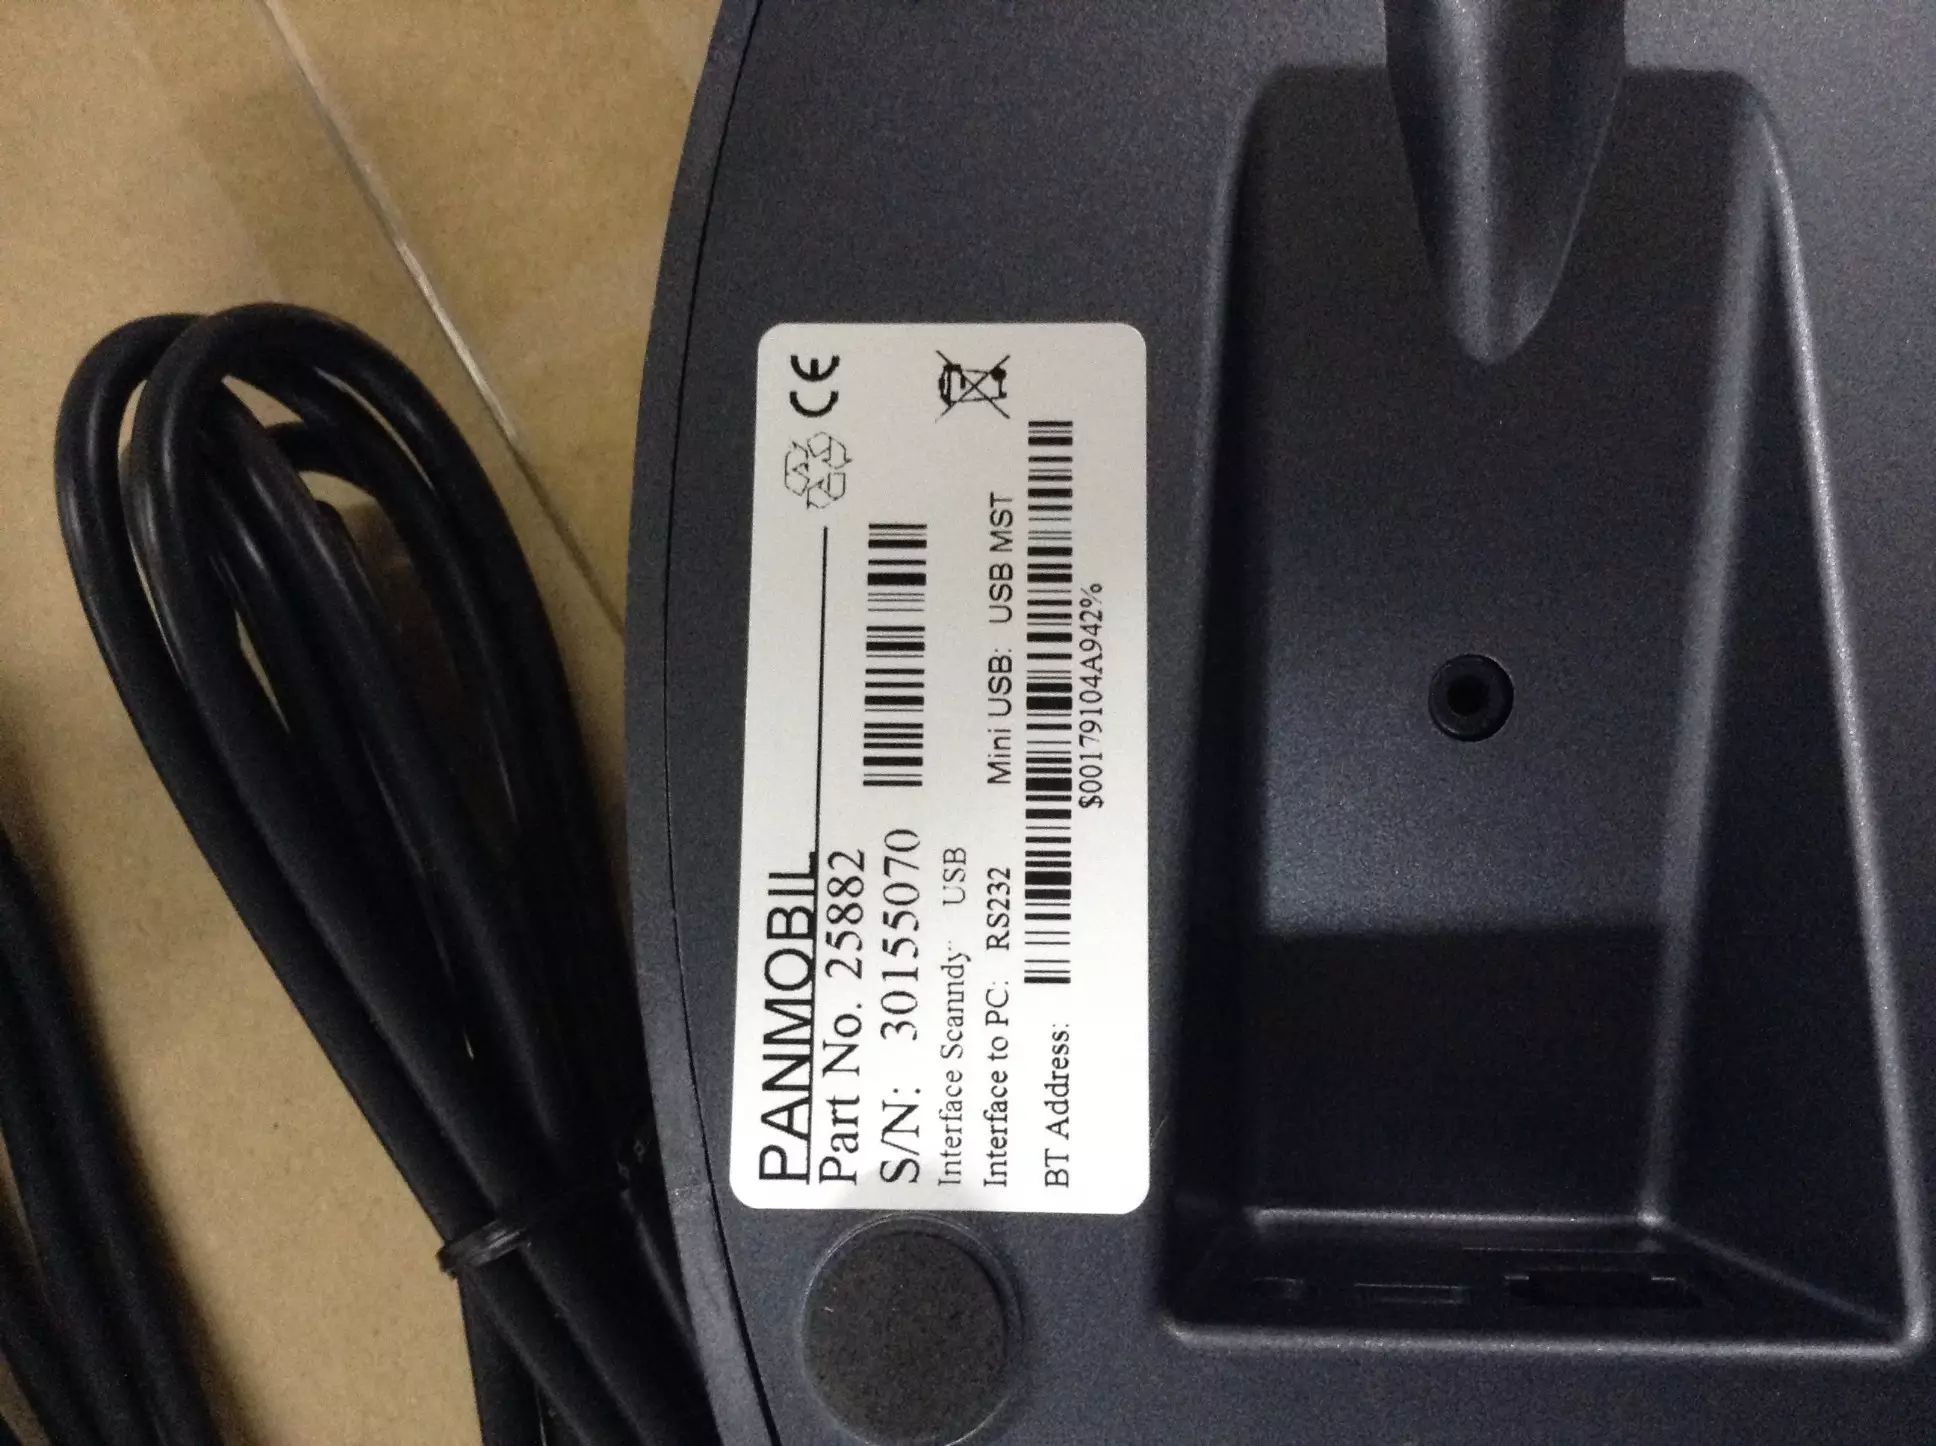 PANMOBIL
CE
Part No. 25882
S/N: 30155070
Interface Scanndy" USB
Interface to PC: RS232 Mini USB: USB MST
BT Address:
$00179104A942%